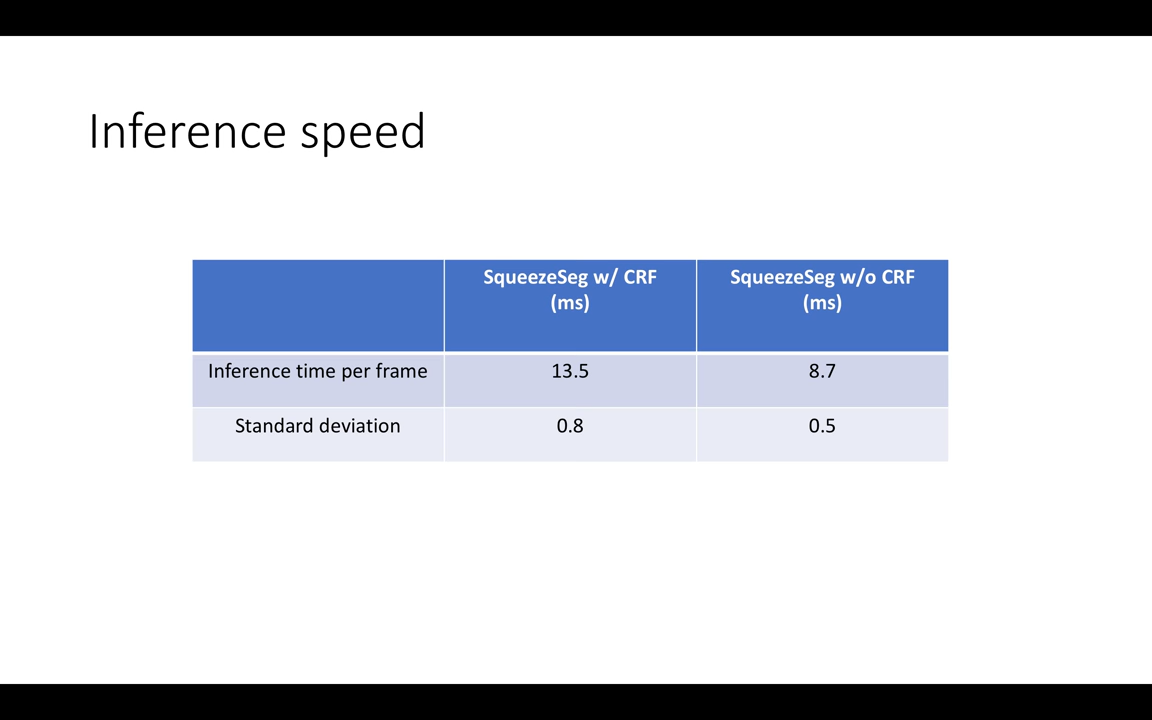 Inference speed
SqueezeSeg w/ CRF
(ms)
SqueezeSeg w/o CRF
(ms)
Inference time per frame 13.5 8.7
Standard deviation 0.8 0.5